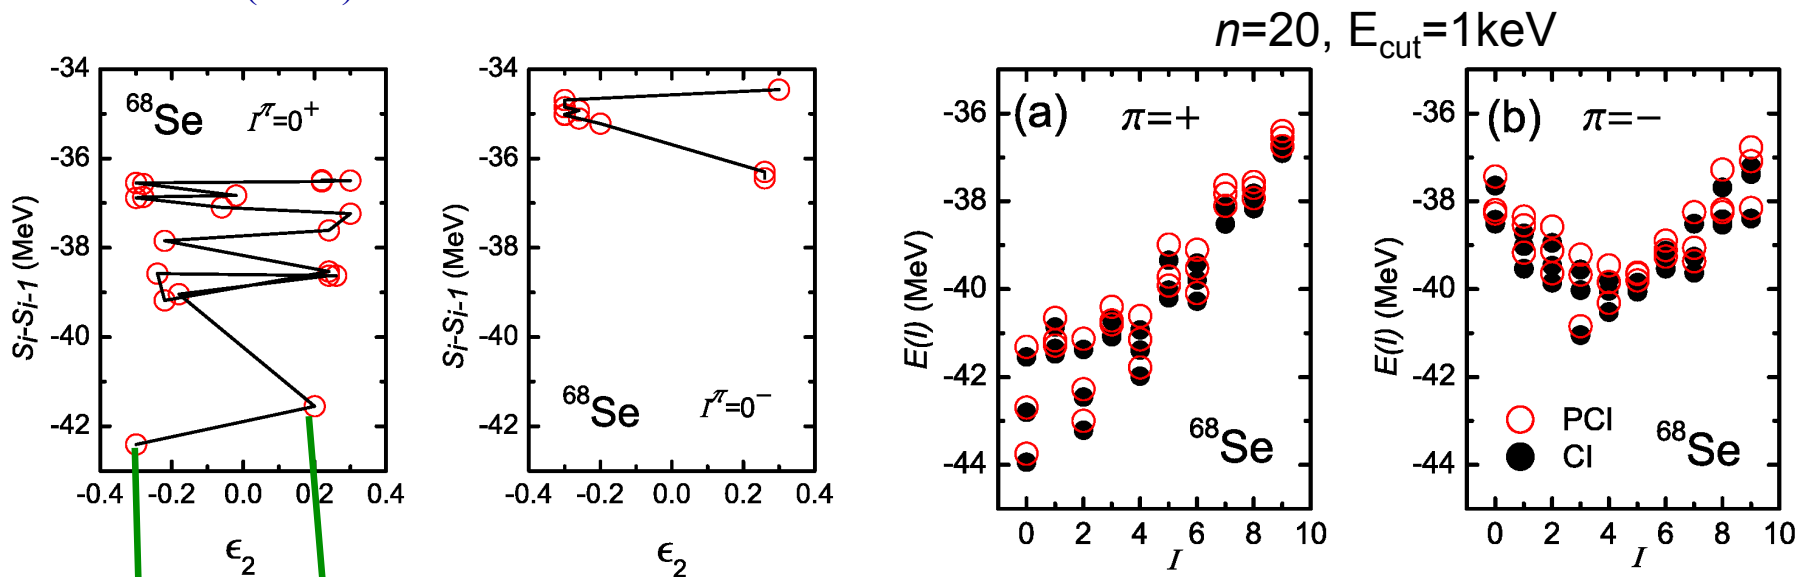 n=20, E_cut=1keV
-34
-36
-38
-40
-42
-0.4 -0.2 0.0 0.2 0.4
S_i-S_i-1 (MeV)
ϵ_2
^68Se I^π=0^+
-34
-36
-38
-40
-42
-0.4 -0.2 0.0 0.2 0.4
S_i-S_i-1 (MeV)
ϵ_2
^68Se I^π=0^-
-36
-38
-40
-42
-44
0 2 4 6 8 10
E(I) (MeV)
I
(a) π=+
^68Se
-36
-38
-40
-42
-44
0 2 4 6 8 10
E(I) (MeV)
I
(b) π=−
PCI
CI
^68Se